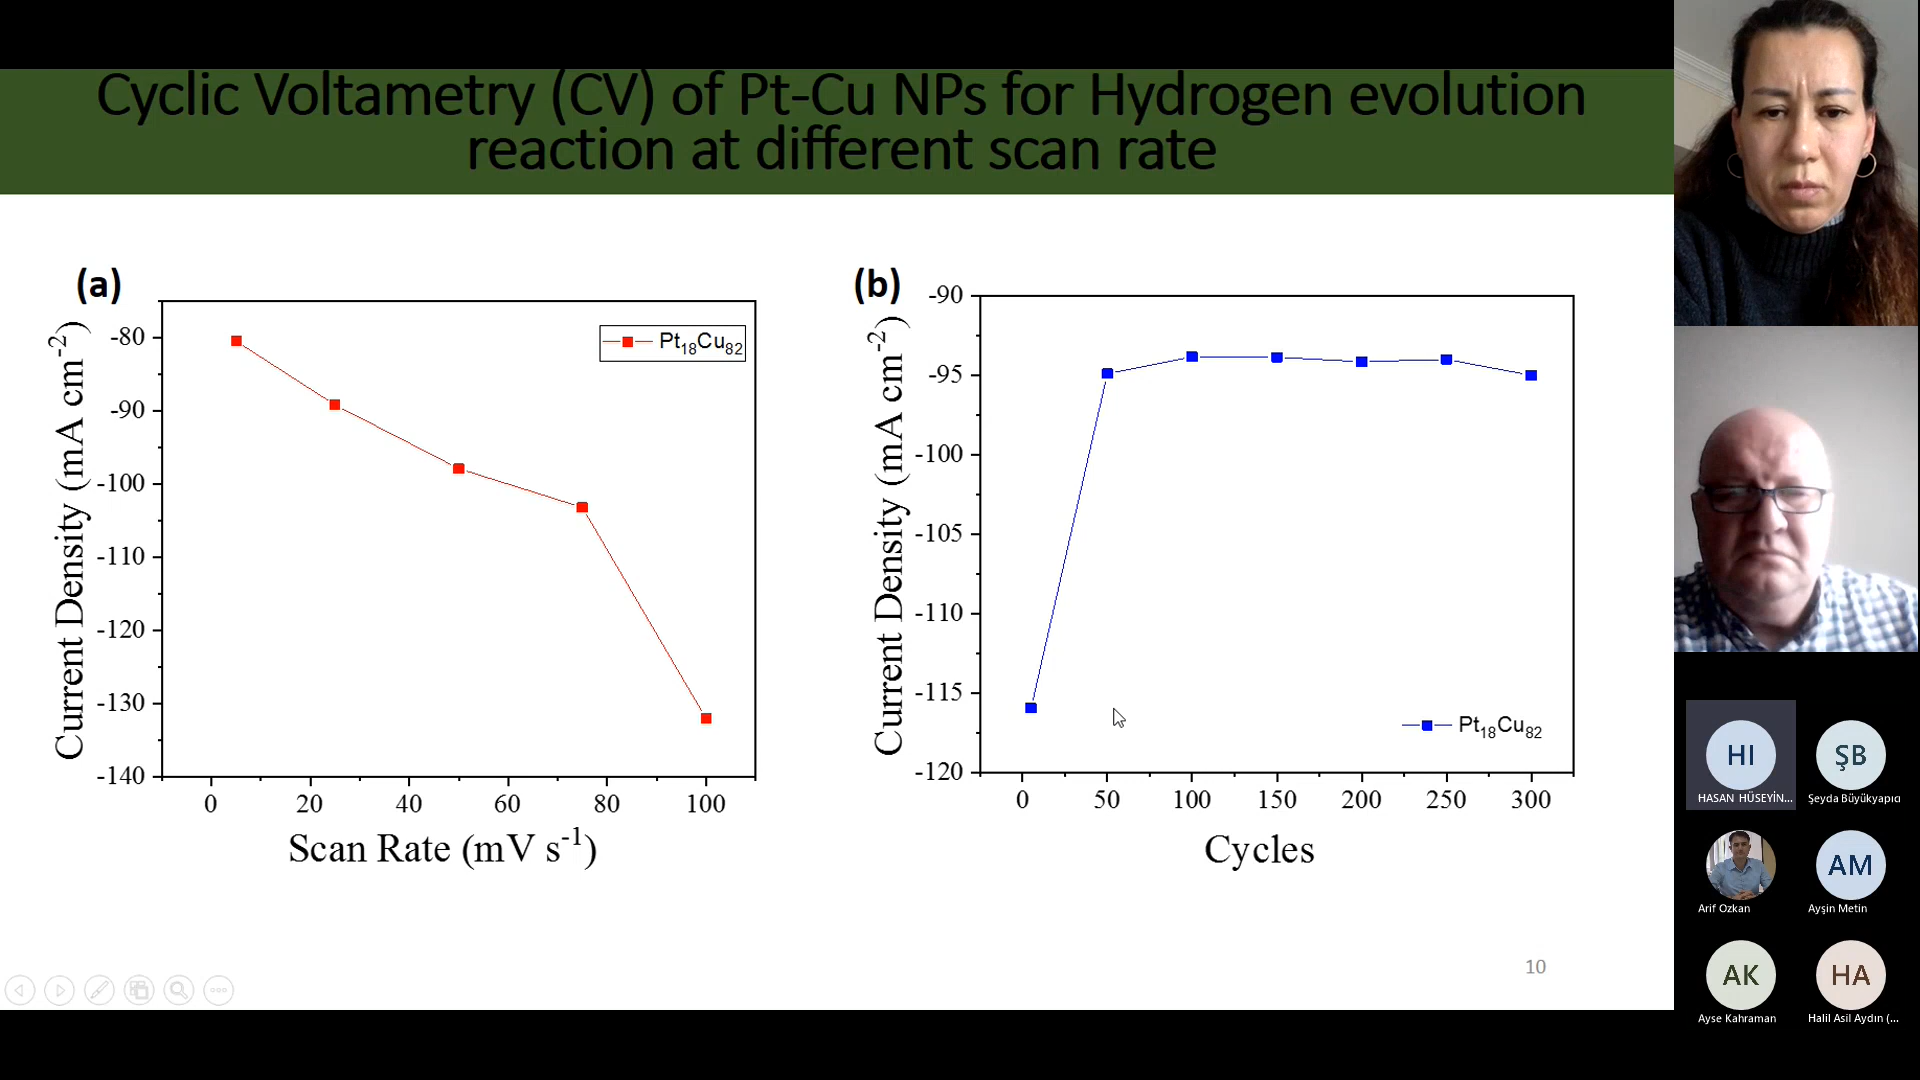 Cyclic Voltametry (CV) of Pt-Cu NPs for Hydrogen evolution
reaction at different scan rate
(a)
Current Density (mA cm-2)
-80
-90
-100
-110
-120
-130
-140
Pt18Cu82
0 20 40 60 80 100
Scan Rate (mV s-1)
(b)
Current Density (mA cm-2)
-90
-95
-100
-105
-110
-115
-120
Pt18Cu82
0 50 100 150 200 250 300
Cycles
10
HI
HASAN HÜSEYİN...
ŞB
Şeyda Büyükyapıcı
Arif Ozkan
AM
Ayşin Metin
AK
Ayse Kahraman
HA
Halil Asil Aydın (...